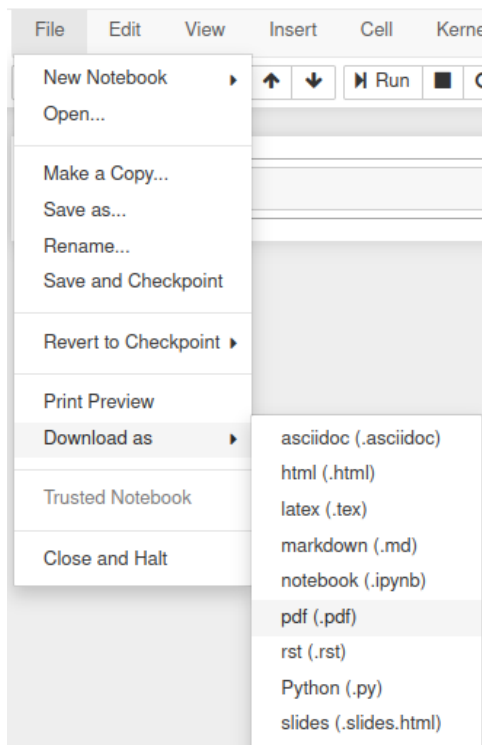 File Edit View Insert Cell Kerne
New Notebook Run
Open...
Make a Copy...
Save as...
Rename...
Save and Checkpoint
Revert to Checkpoint
Print Preview
Download as
asciidoc (.asciidoc)
html (.html)
latex (.tex)
Trusted Notebook
markdown (.md)
Close and Halt
notebook (.ipynb)
pdf (.pdf)
rst (.rst)
Python (.py)
slides (.slides.html)